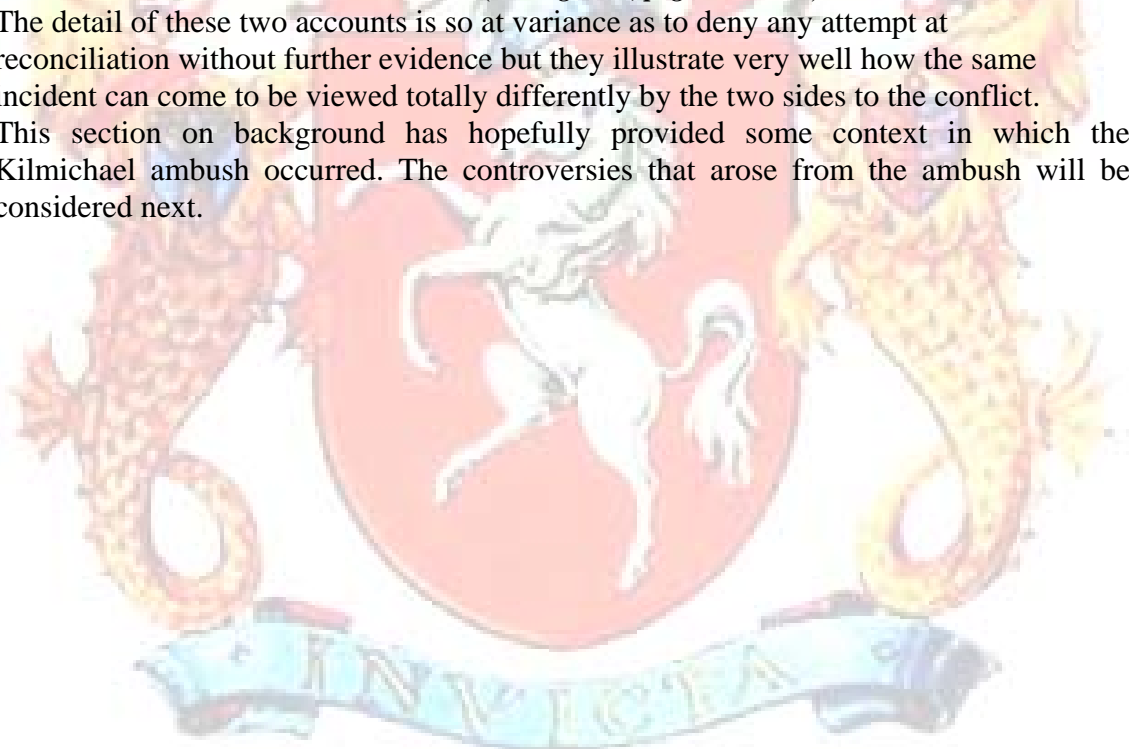 The detail of these two accounts is so at variance as to deny any attempt at
reconciliation without further evidence but they illustrate very well how the same
incident can come to be viewed totally differently by the two sides to the conflict.
This section on background has hopefully provided some context in which the
Kilmichael ambush occurred. The controversies that arose from the ambush will be
considered next.
INVICTA